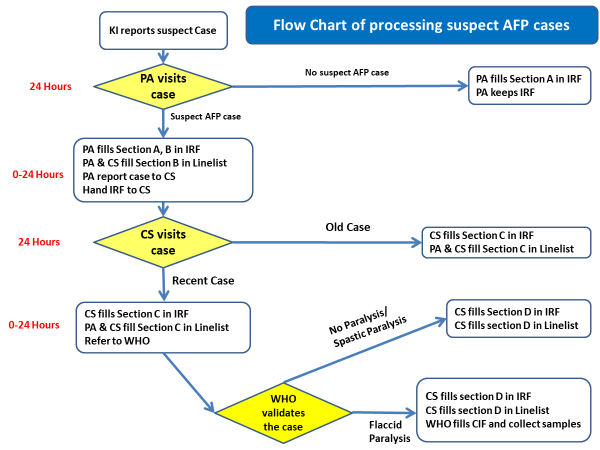 Flow Chart of processing suspect AFP cases
KI reports suspect Case
24 Hours
PA visits
case
No suspect AFP case
PA fills Section A in IRF
PA keeps IRF
Suspect AFP case
0-24 Hours
PA fills Section A, B in IRF
PA & CS fill Section B in Linelist
PA report case to CS
Hand IRF to CS
24 Hours
CS visits
case
Old Case
CS fills Section C in IRF
PA & CS fill Section C in Linelist
Recent Case
0-24 Hours
CS fills Section C in IRF
PA & CS fill Section C in Linelist
Refer to WHO
No Paralysis/
Spastic Paralysis
CS fills Section D in IRF
CS fills section D in Linelist
WHO
validates
the case
Flaccid
Paralysis
CS fills section D in IRF
CS fills section D in Linelist
WHO fills CIF and collect samples